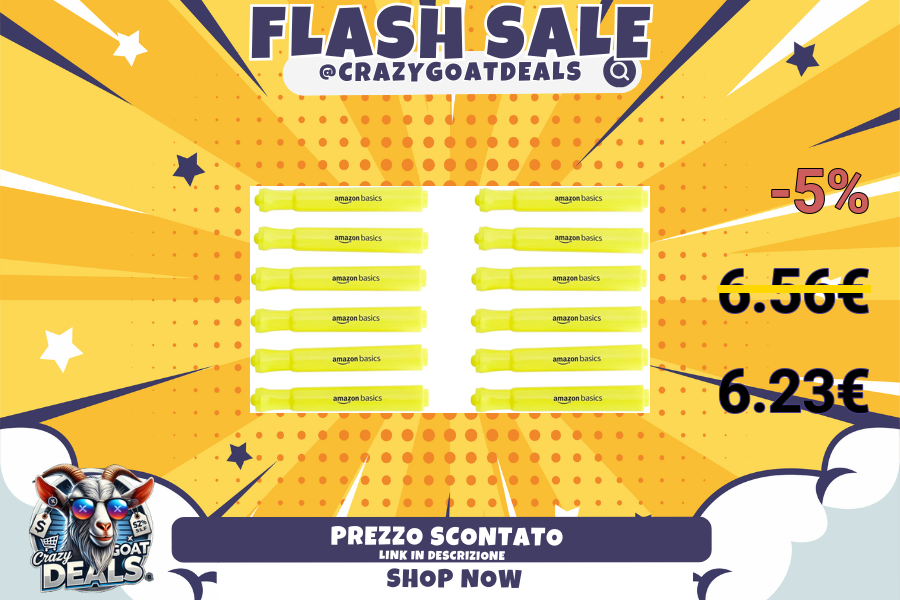 FLASH SALE
@CRAZYGOATDEALS
-5%
6.56€
6.23€
amazon basics
amazon basics
amazon basics
amazon basics
amazon basics
amazon basics
amazon basics
amazon basics
amazon basics
amazon basics
amazon basics
amazon basics
$
52%
Crazy
GOAT
DEALS
PREZZO SCONTATO
LINK IN DESCRIZIONE
SHOP NOW